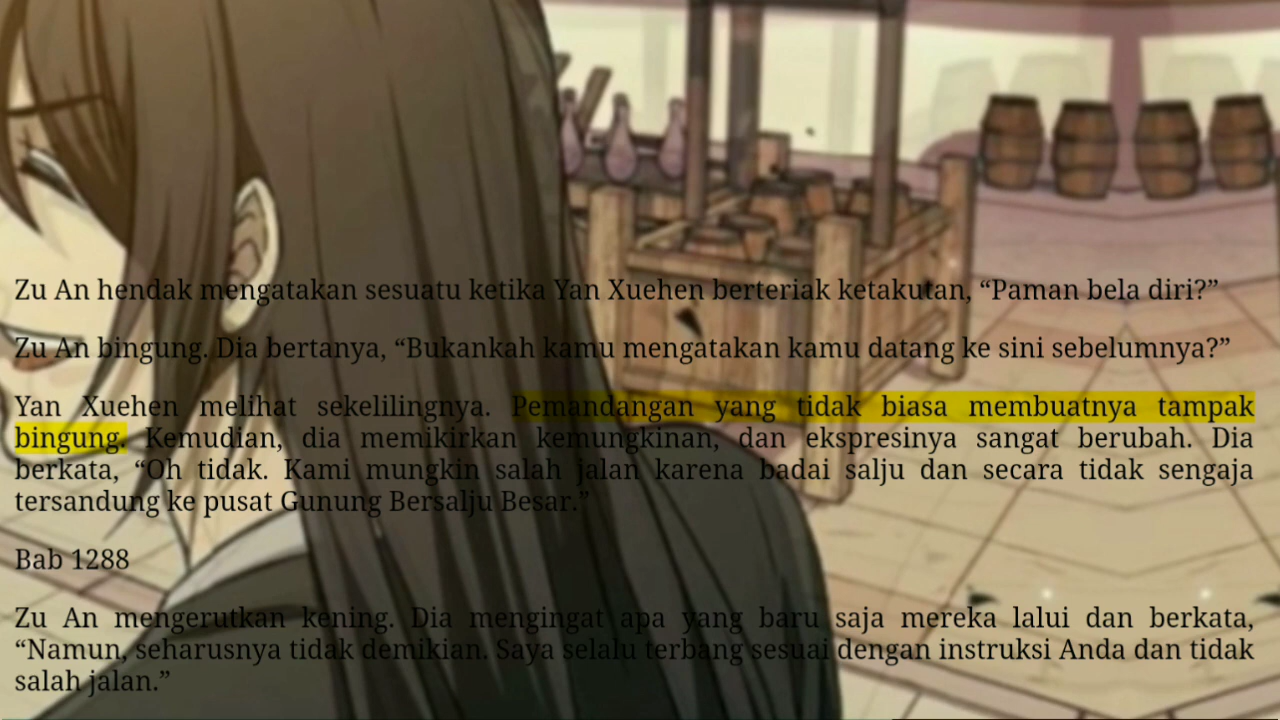 Zu An hendak mengatakan sesuatu ketika Yan Xuehen berteriak ketakutan, “Paman bela diri?”
Zu An bingung. Dia bertanya, “Bukankah kamu mengatakan kamu datang ke sini sebelumnya?”
Yan Xuehen melihat sekelilingnya. Pemandangan yang tidak biasa membuatnya tampak
bingung. Kemudian, dia memikirkan kemungkinan, dan ekspresinya sangat berubah. Dia
berkata, “Oh tidak. Kami mungkin salah jalan karena badai salju dan secara tidak sengaja
tersandung ke pusat Gunung Bersalju Besar.”
Bab 1288
Zu An mengerutkan kening. Dia mengingat apa yang baru saja mereka lalui dan berkata,
“Namun, seharusnya tidak demikian. Saya selalu terbang sesuai dengan instruksi Anda dan tidak
salah jalan.”